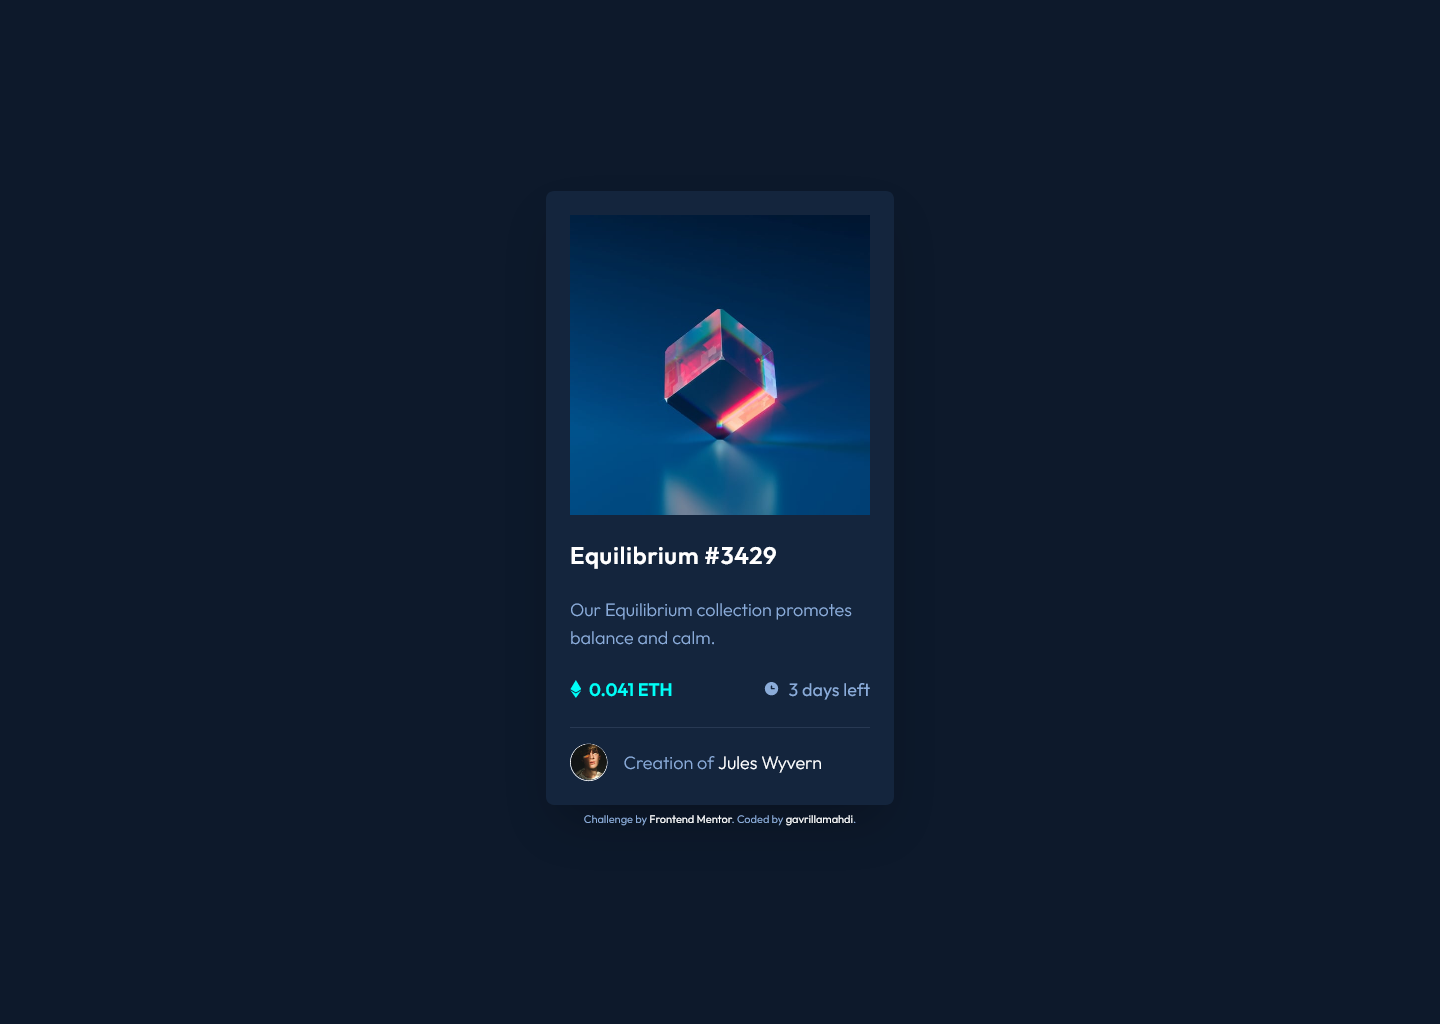 Equilibrium #3429
Our Equilibrium collection promotes
balance and calm.
0.041 ETH
3 days left
Creation of Jules Wyvern
Challenge by Frontend Mentor. Coded by gavrillamahdi.